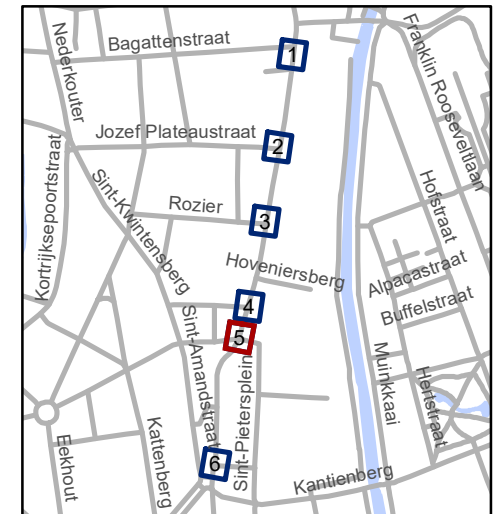 Nederkouter
Bagattenstraat
1
Franklin Rooseveltlaan
Jozef Plateaustraat
2
Kortrijksepoortstraat
Sint-Kwintensberg
Rozier
3
Hofstraat
Hoveniersberg
Alpacastraat
Buffelstraat
4
5
Sint-Amandstraat
Sint-Pietersplein
Muinkkaai
Hertstraat
Eekhout
Kattenberg
6
Kantienberg